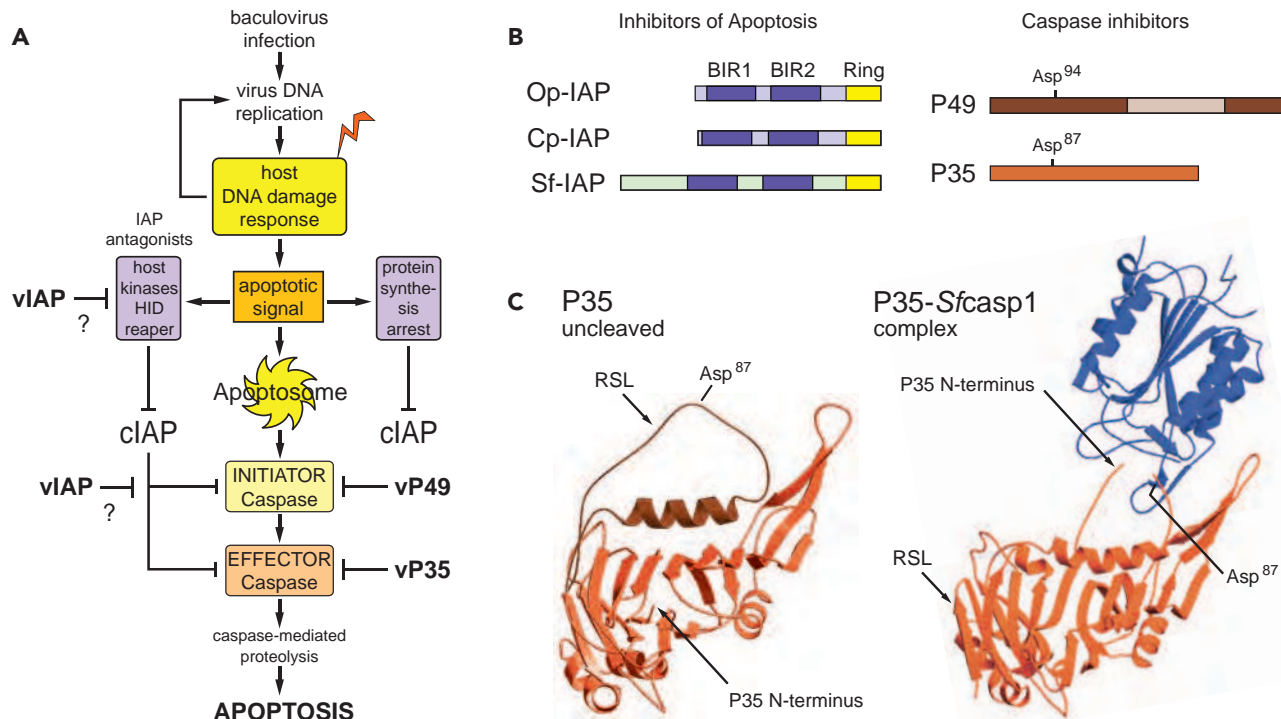 A
baculovirus
infection
virus DNA
replication
host
DNA damage
response
IAP
antagonists
host
kinases
HID
reaper
apoptotic
signal
protein
synthe-
sis
arrest
vIAP
?
Apoptosome
cIAP
cIAP
vIAP
?
INITIATOR
Caspase
vP49
EFFECTOR
Caspase
vP35
caspase-mediated
proteolysis
APOPTOSIS
B
Inhibitors of Apoptosis
BIR1 BIR2 Ring
Op-IAP
Cp-IAP
Sf-IAP
Caspase inhibitors
Asp94
P49
Asp87
P35
C
P35
uncleaved
RSL
Asp87
P35 N-terminus
P35-Sfcasp1
complex
P35 N-terminus
RSL
Asp87